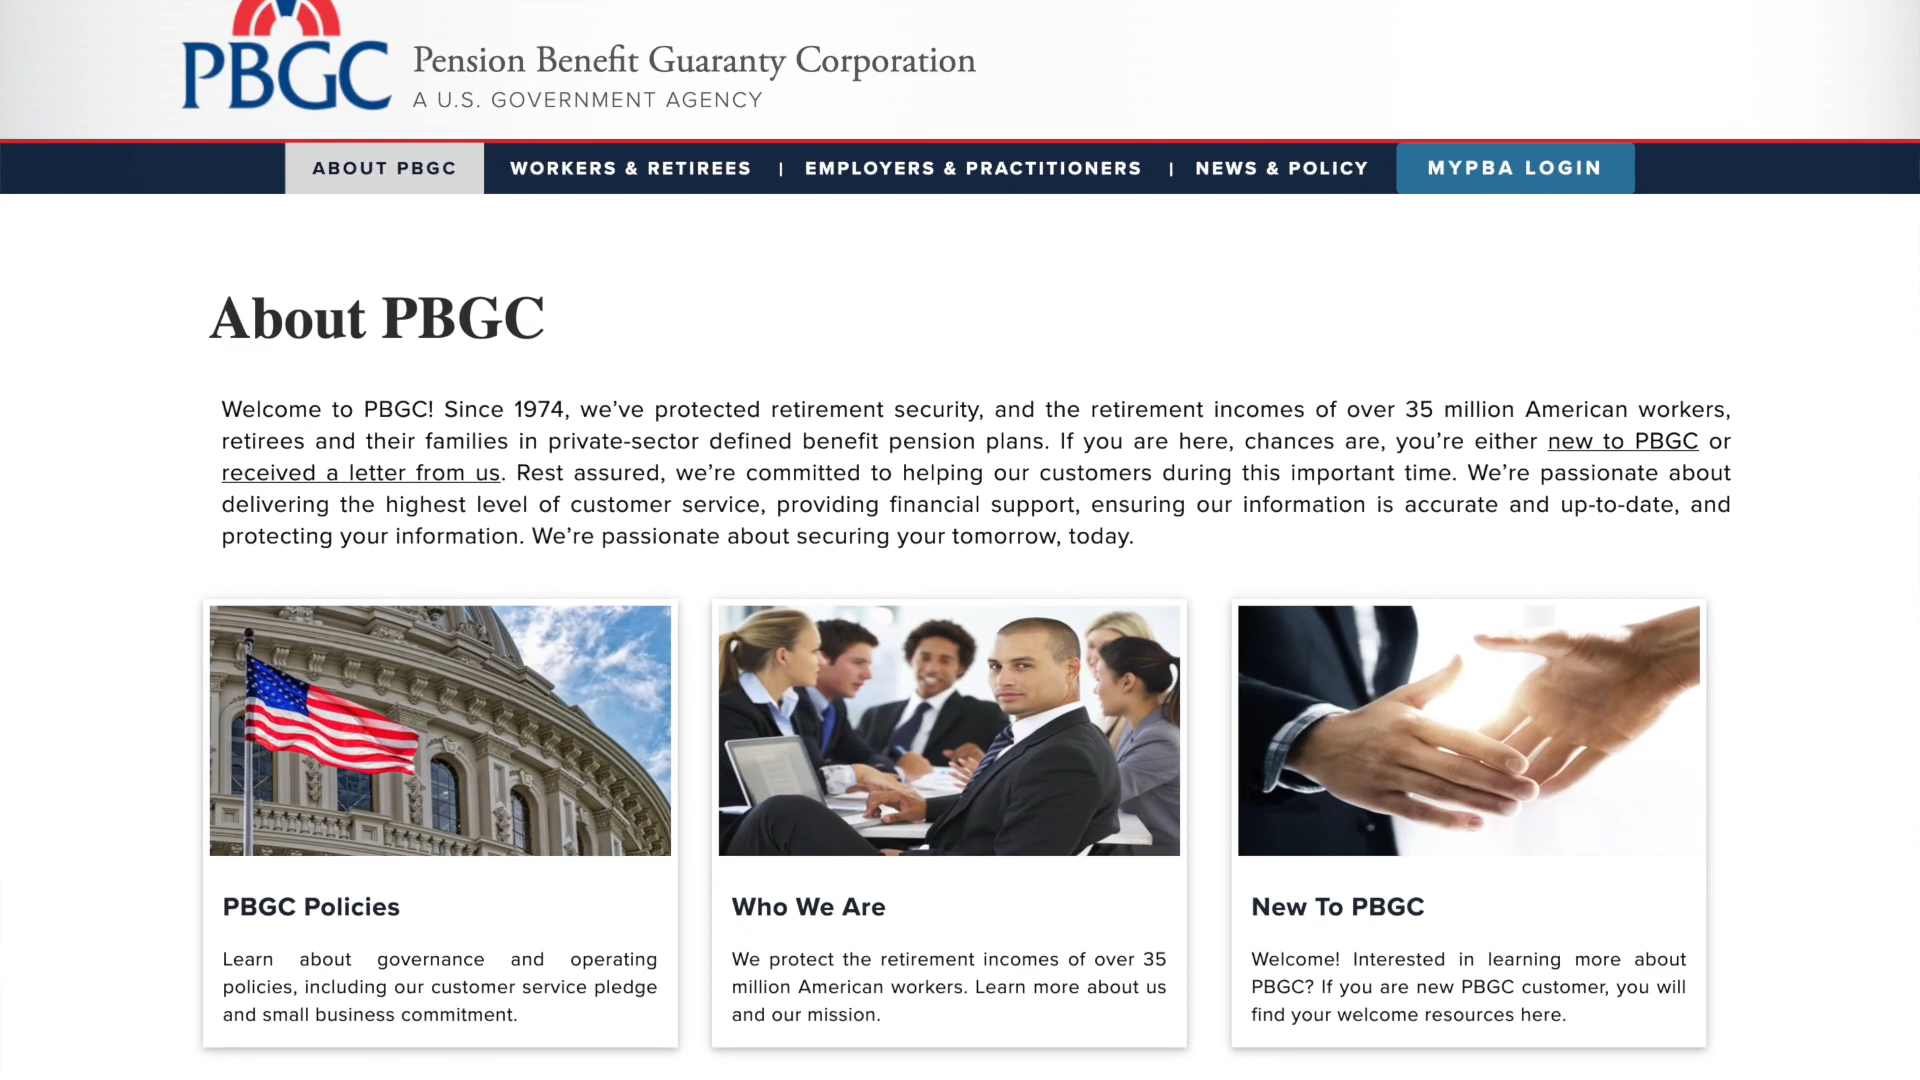 PBGC
Pension Benefit Guaranty Corporation
A U.S. GOVERNMENT AGENCY
ABOUT PBGC WORKERS & RETIREES | EMPLOYERS & PRACTITIONERS | NEWS & POLICY MYPBA LOGIN
About PBGC
Welcome to PBGC! Since 1974, we’ve protected retirement security, and the retirement incomes of over 35 million American workers,
retirees and their families in private-sector defined benefit pension plans. If you are here, chances are, you’re either new to PBGC or
received a letter from us. Rest assured, we’re committed to helping our customers during this important time. We’re passionate about
delivering the highest level of customer service, providing financial support, ensuring our information is accurate and up-to-date, and
protecting your information. We’re passionate about securing your tomorrow, today.
PBGC Policies
Learn about governance and operating
policies, including our customer service pledge
and small business commitment.
Who We Are
We protect the retirement incomes of over 35
million American workers. Learn more about us
and our mission.
New To PBGC
Welcome! Interested in learning more about
PBGC? If you are new PBGC customer, you will
find your welcome resources here.